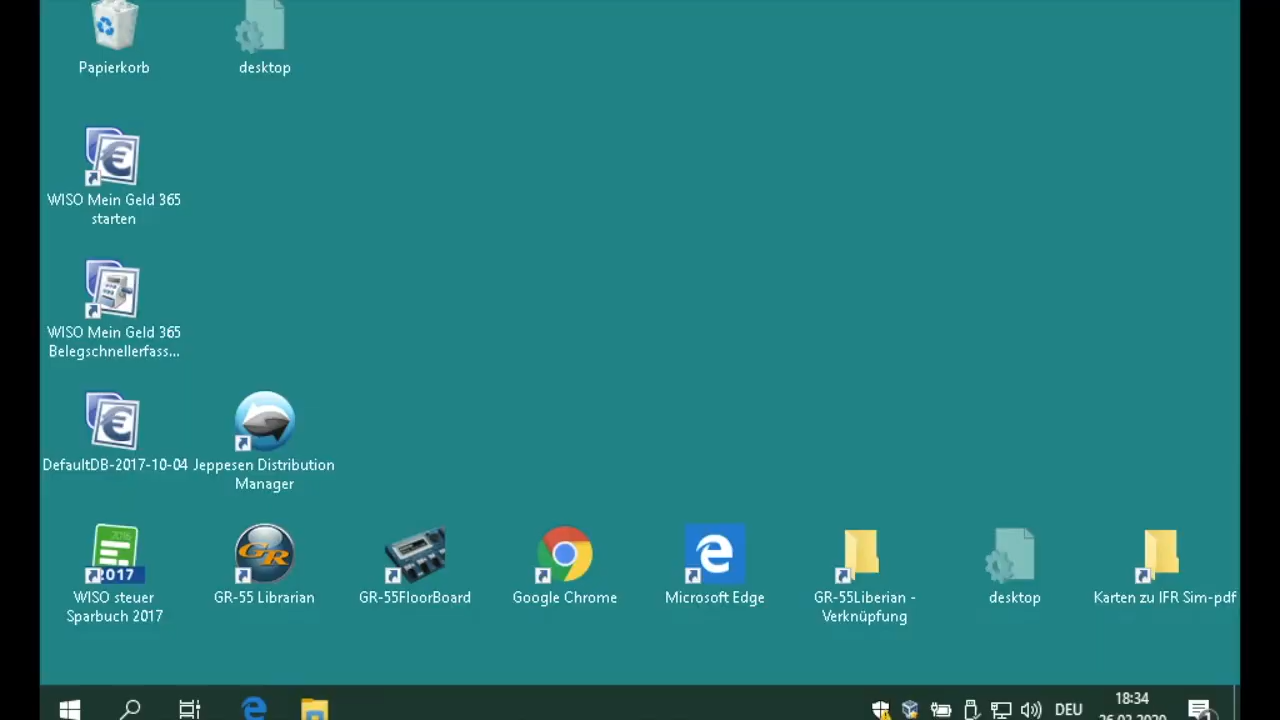 Papierkorb
desktop
WISO Mein Geld 365
starten
WISO Mein Geld 365
Belegschnellerfass...
DefaultDB-2017-10-04
Jeppesen Distribution
Manager
2017
WISO steuer
Sparbuch 2017
GR
GR-55 Librarian
GR-55FloorBoard
Google Chrome
Microsoft Edge
GR-55Liberian -
Verknüpfung
desktop
Karten zu IFR Sim-pdf
DEU
18:34